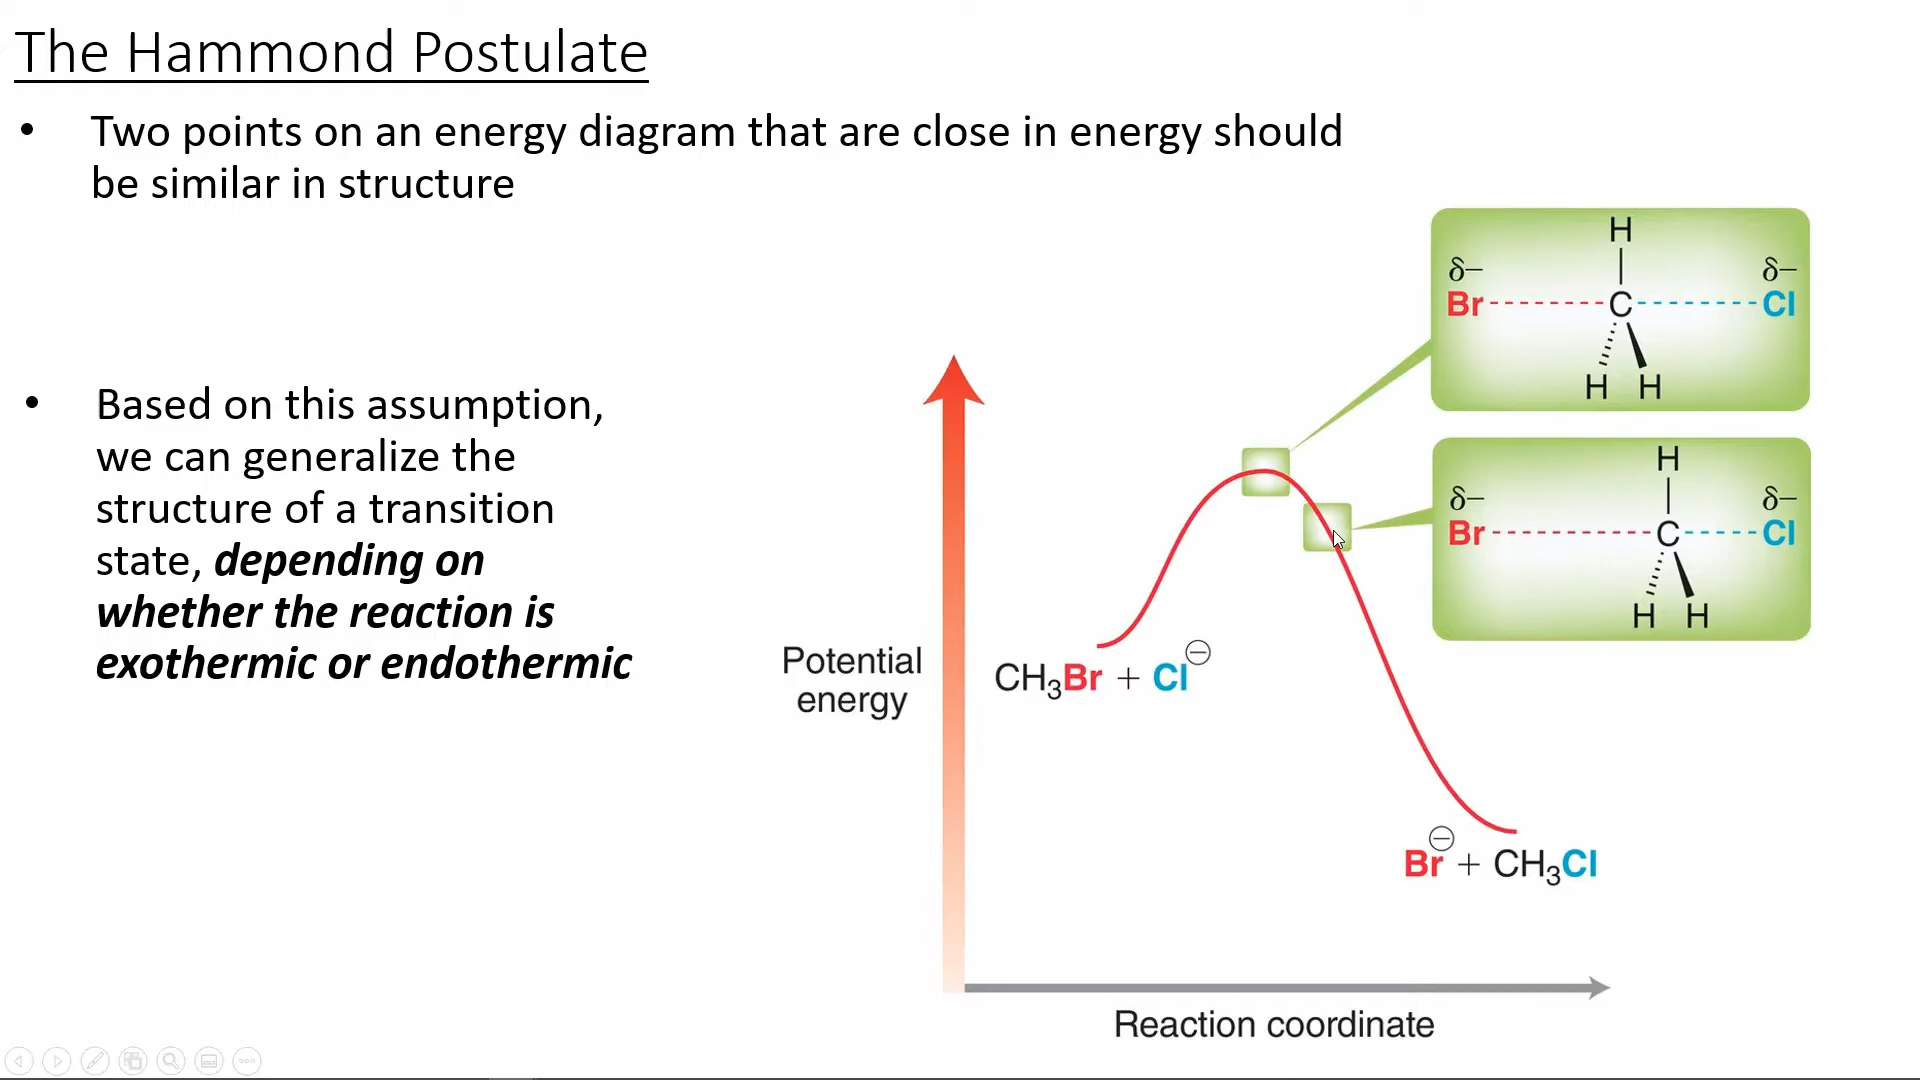 The Hammond Postulate
• Two points on an energy diagram that are close in energy should
be similar in structure
• Based on this assumption,
we can generalize the
structure of a transition
state, depending on
whether the reaction is
exothermic or endothermic
H
δ– δ–
Br C Cl
H H
H
δ– δ–
Br C Cl
H H
Potential
energy
CH₃Br + Cl⊖
Br⊖ + CH₃Cl
Reaction coordinate